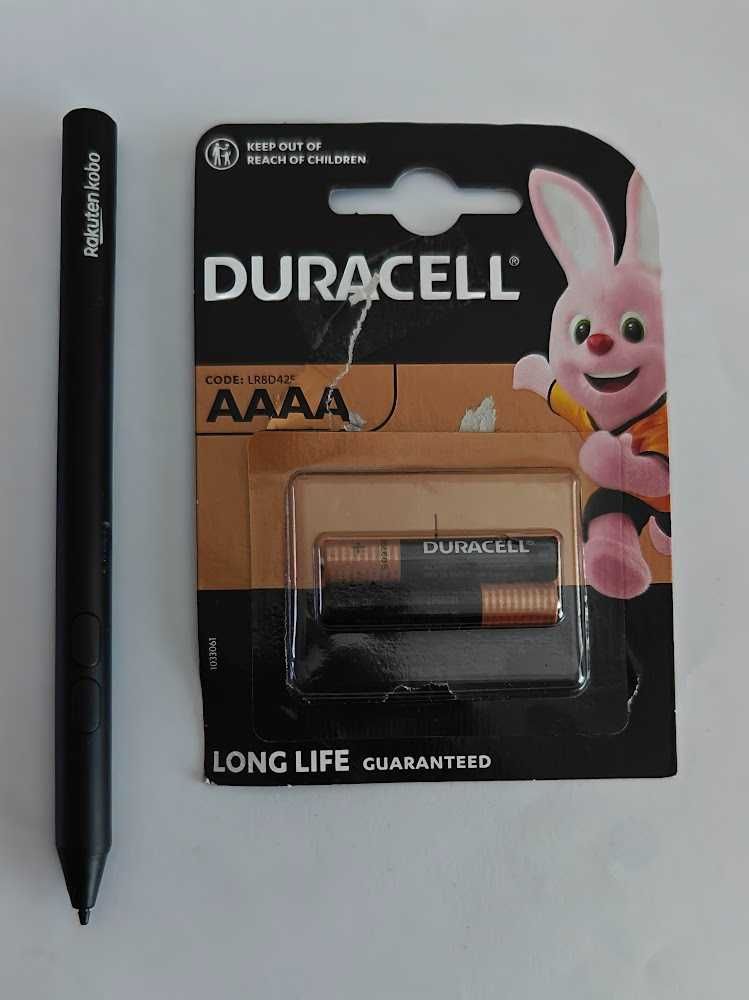 Rakuten kobo
KEEP OUT OF
REACH OF CHILDREN
DURACELL®
CODE: LR8D425
AAAA
DURACELL
1033061
LONG LIFE GUARANTEED